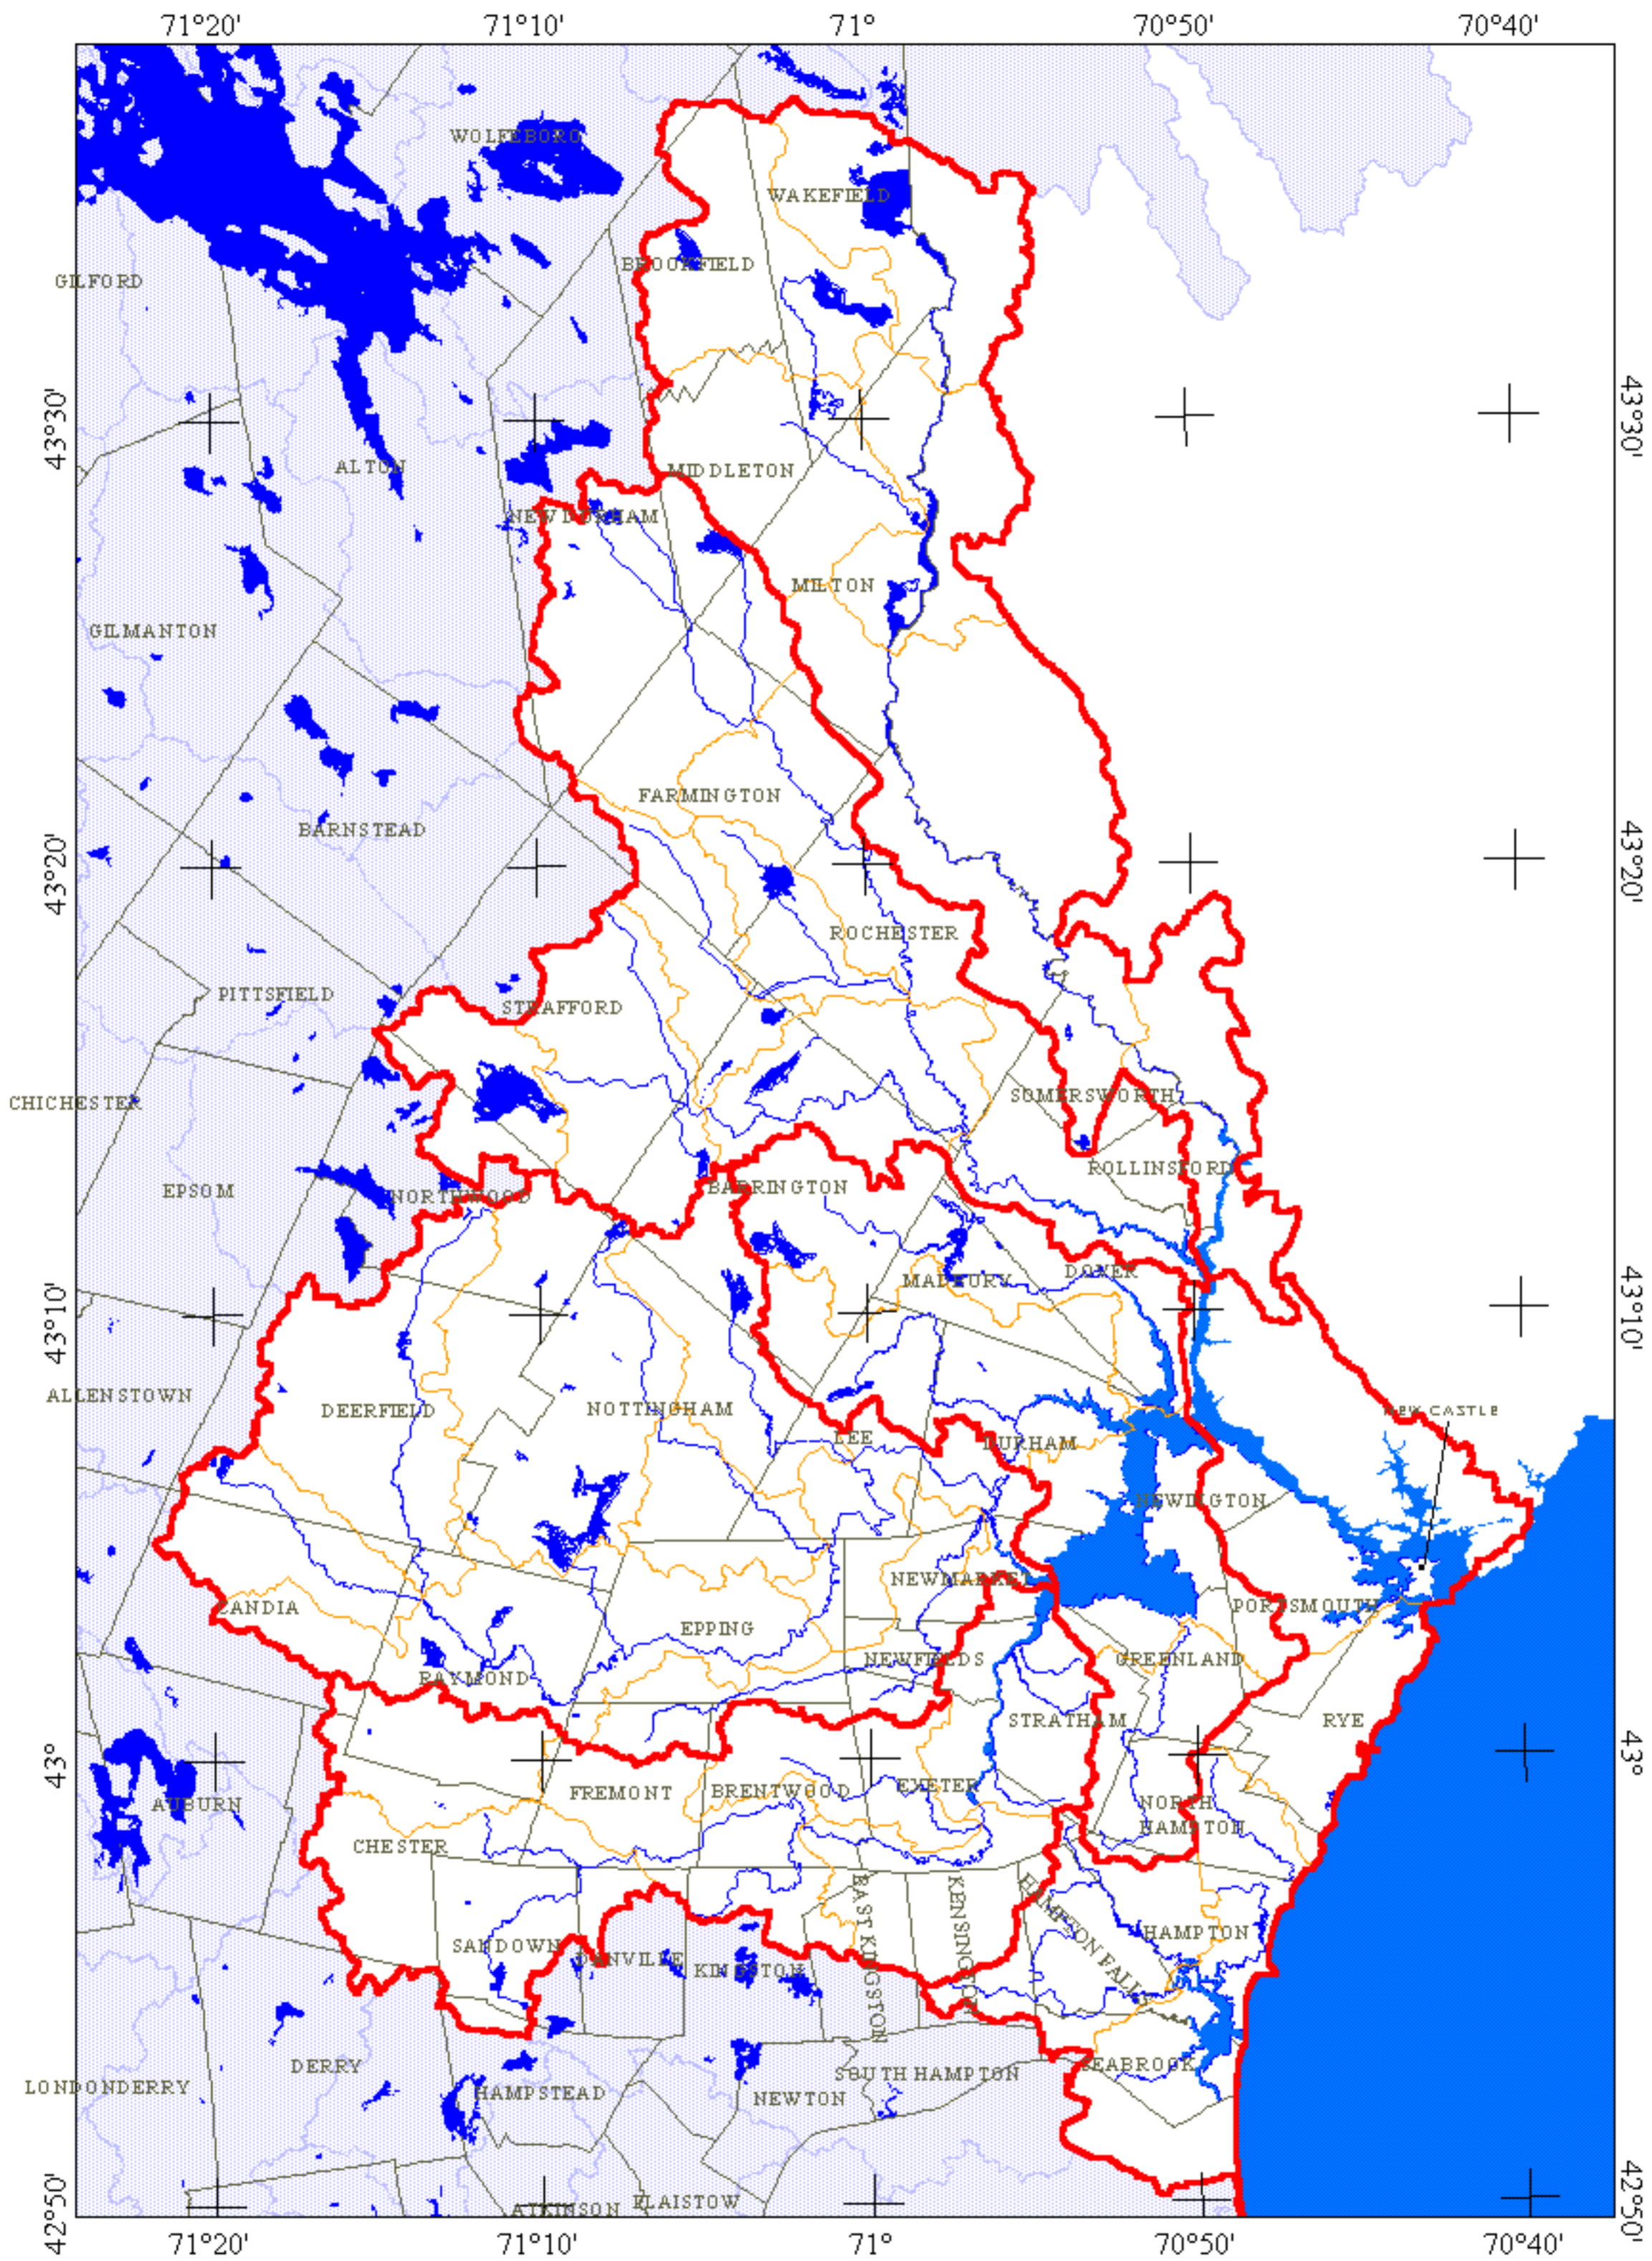 71°20' 71°10' 71° 70°50' 70°40'
WOLFEBORO
WAKEFIELD
BROOKFIELD
GILFORD
43°30' 43°30'
ALTON
MIDDLETON
NEW DURHAM
MILTON
GILMANTON
FARMINGTON
BARNSTEAD
43°20' 43°20'
ROCHESTER
PITTSFIELD
STRAFFORD
CHICHESTER
SOMERSWORTH
ROLLINSFORD
EPSOM
NORTHWOOD
BARRINGTON
MADBURY
DOVER
43°10' 43°10'
ALLENSTOWN
DEERFIELD
NOTTINGHAM
NEW CASTLE
LEE
DURHAM
NEWINGTON
NEWMARKET
CANDIA
PORTSMOUTH
EPPING
NEWFIELDS
GREENLAND
RAYMOND
STRATHAM
RYE
43° 43°
FREMONT
BRENTWOOD
EXETER
AUBURN
NORTH
HAMPTON
CHESTER
EAST KINGSTON
KENSINGTON
HAMPTON FALLS
HAMPTON
SANDOWN
DANVILLE
KINGSTON
DERRY
SEABROOK
LONDONDERRY
HAMPSTEAD
SOUTH HAMPTON
NEWTON
ATKINSON
PLAISTOW
42°50' 42°50'
71°20' 71°10' 71° 70°50' 70°40'